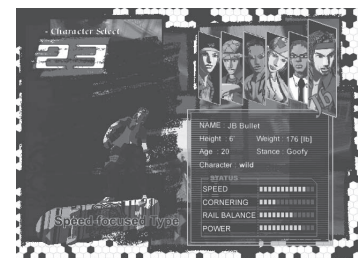 - Character Select
23
NAME : JB Bullet
Height : 6" Weight : 176 [lb]
Age : 20 Stance : Goofy
Character : wild
STATUS
SPEED
CORNERING
RAIL BALANCE
POWER
Speed-focused Type